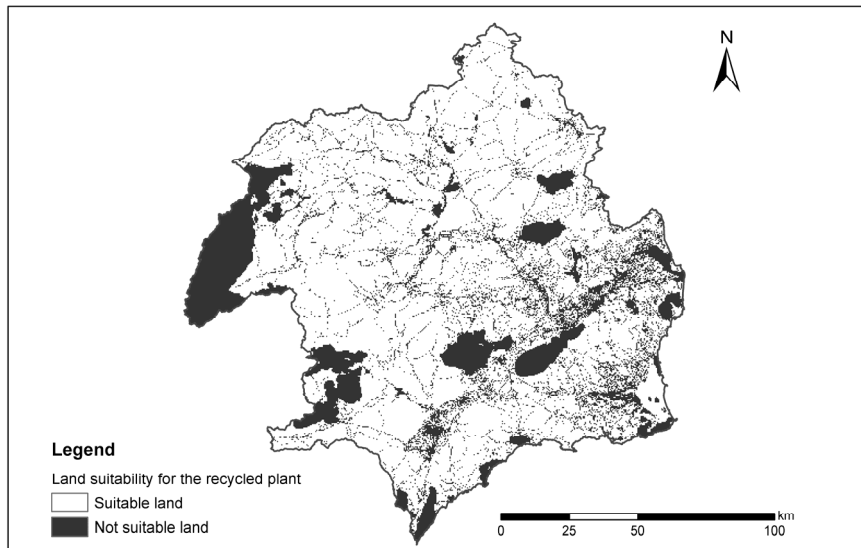 N
Legend
Land suitability for the recycled plant
Suitable land
Not suitable land
km
0 25 50 100